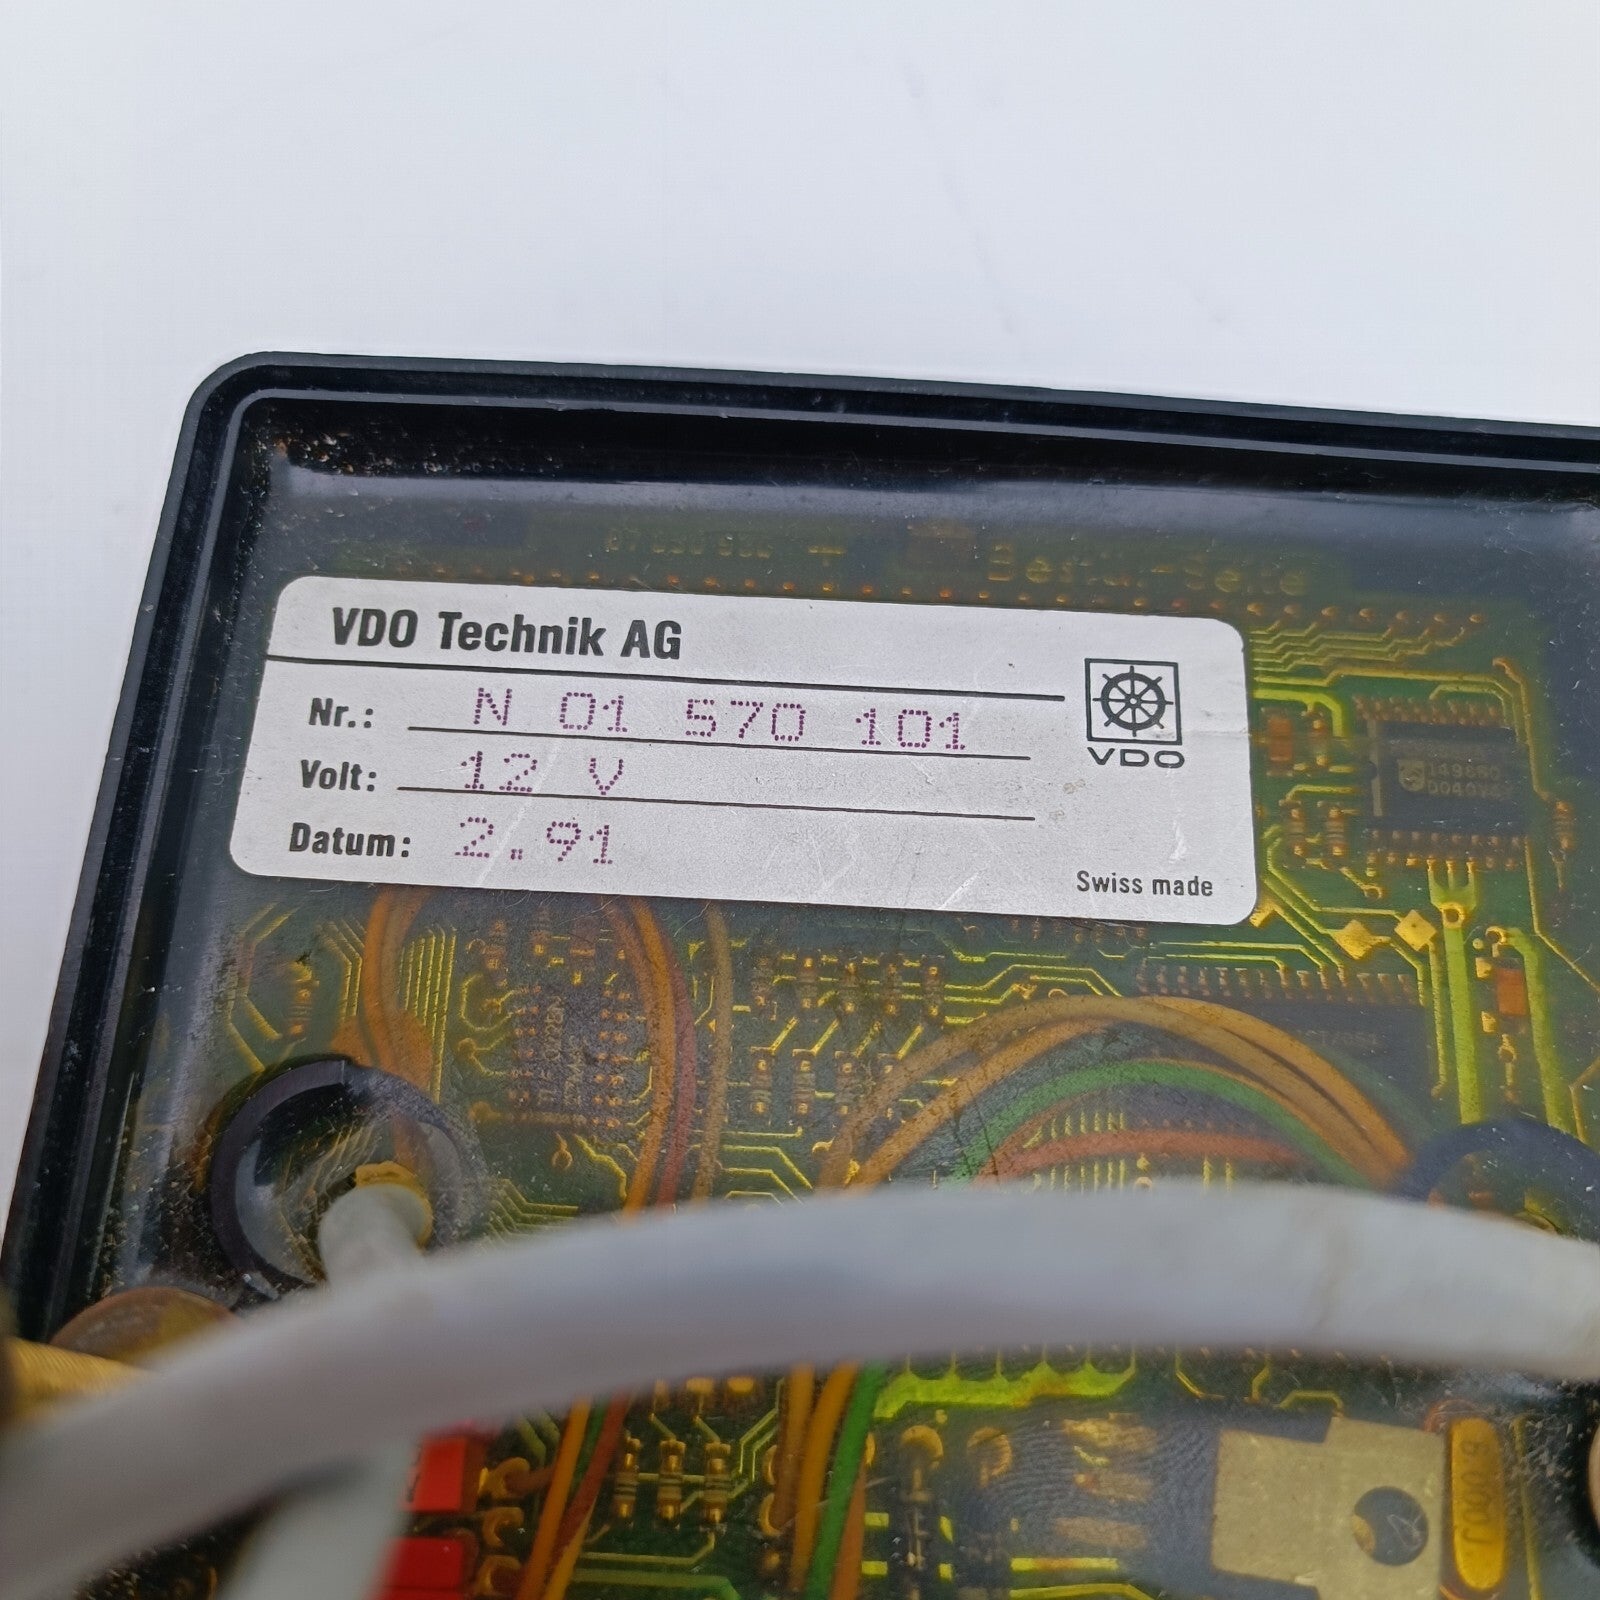 VDO Technik AG
Nr.: N 01 570 101
VDO
Volt: 12 V
Datum: 2.91
Swiss made